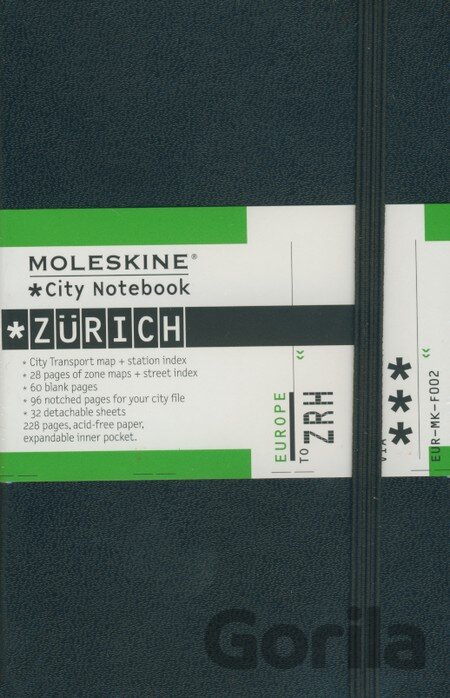 MOLESKINE®
*City Notebook
*ZÜRICH
* City Transport map + station index
* 28 pages of zone maps + street index
* 60 blank pages
* 96 notched pages for your city file
* 32 detachable sheets
228 pages, acid-free paper,
expandable inner pocket.
EUROPE
TO ZRH
VIA ***
EUR-MK-F002
Gorila